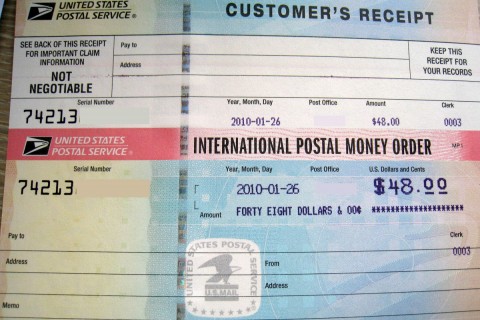 UNITED STATES POSTAL SERVICE®
CUSTOMER'S RECEIPT
SEE BACK OF THIS RECEIPT
FOR IMPORTANT CLAIM
INFORMATION
NOT
NEGOTIABLE
Pay to
Address
KEEP THIS
RECEIPT FOR
YOUR RECORDS
Serial Number Year, Month, Day Post Office Amount Clerk
74213 2010-01-26 $48.00 0003
UNITED STATES POSTAL SERVICE®
INTERNATIONAL POSTAL MONEY ORDER
Serial Number Year, Month, Day Post Office U.S. Dollars and Cents
74213 2010-01-26 $48.00
Amount FORTY EIGHT DOLLARS & 00¢ ********************
Pay to
Clerk
0003
From
Address
Address
Memo
UNITED STATES POSTAL SERVICE
U.S. MAIL